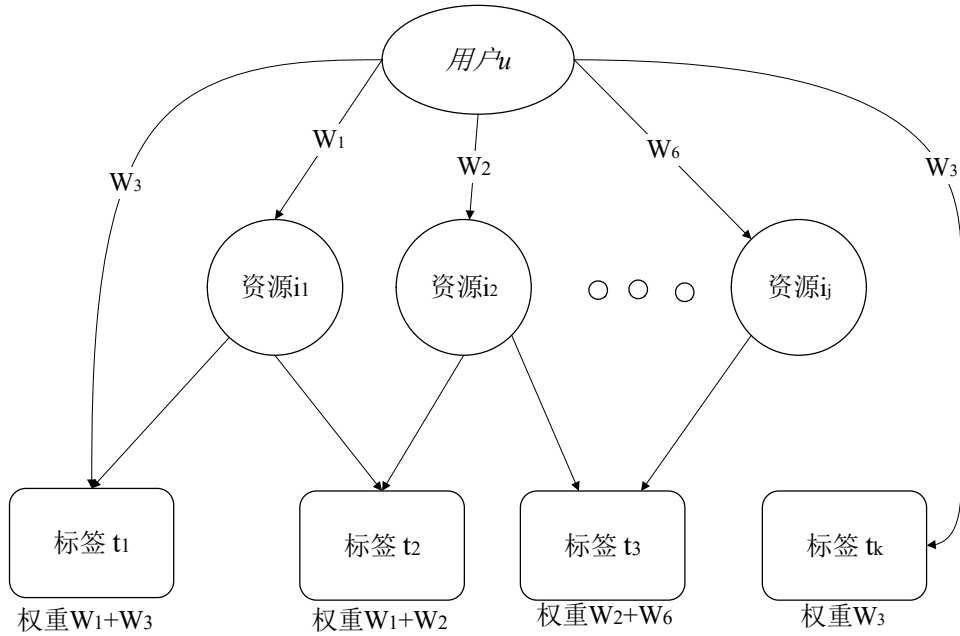 用户u
W₁
W₂
W₆
W₃
W₃
资源i₁
资源i₂
资源iⱼ
标签 t₁
标签 t₂
标签 t₃
标签 tₖ
权重W₁+W₃
权重W₁+W₂
权重W₂+W₆
权重W₃